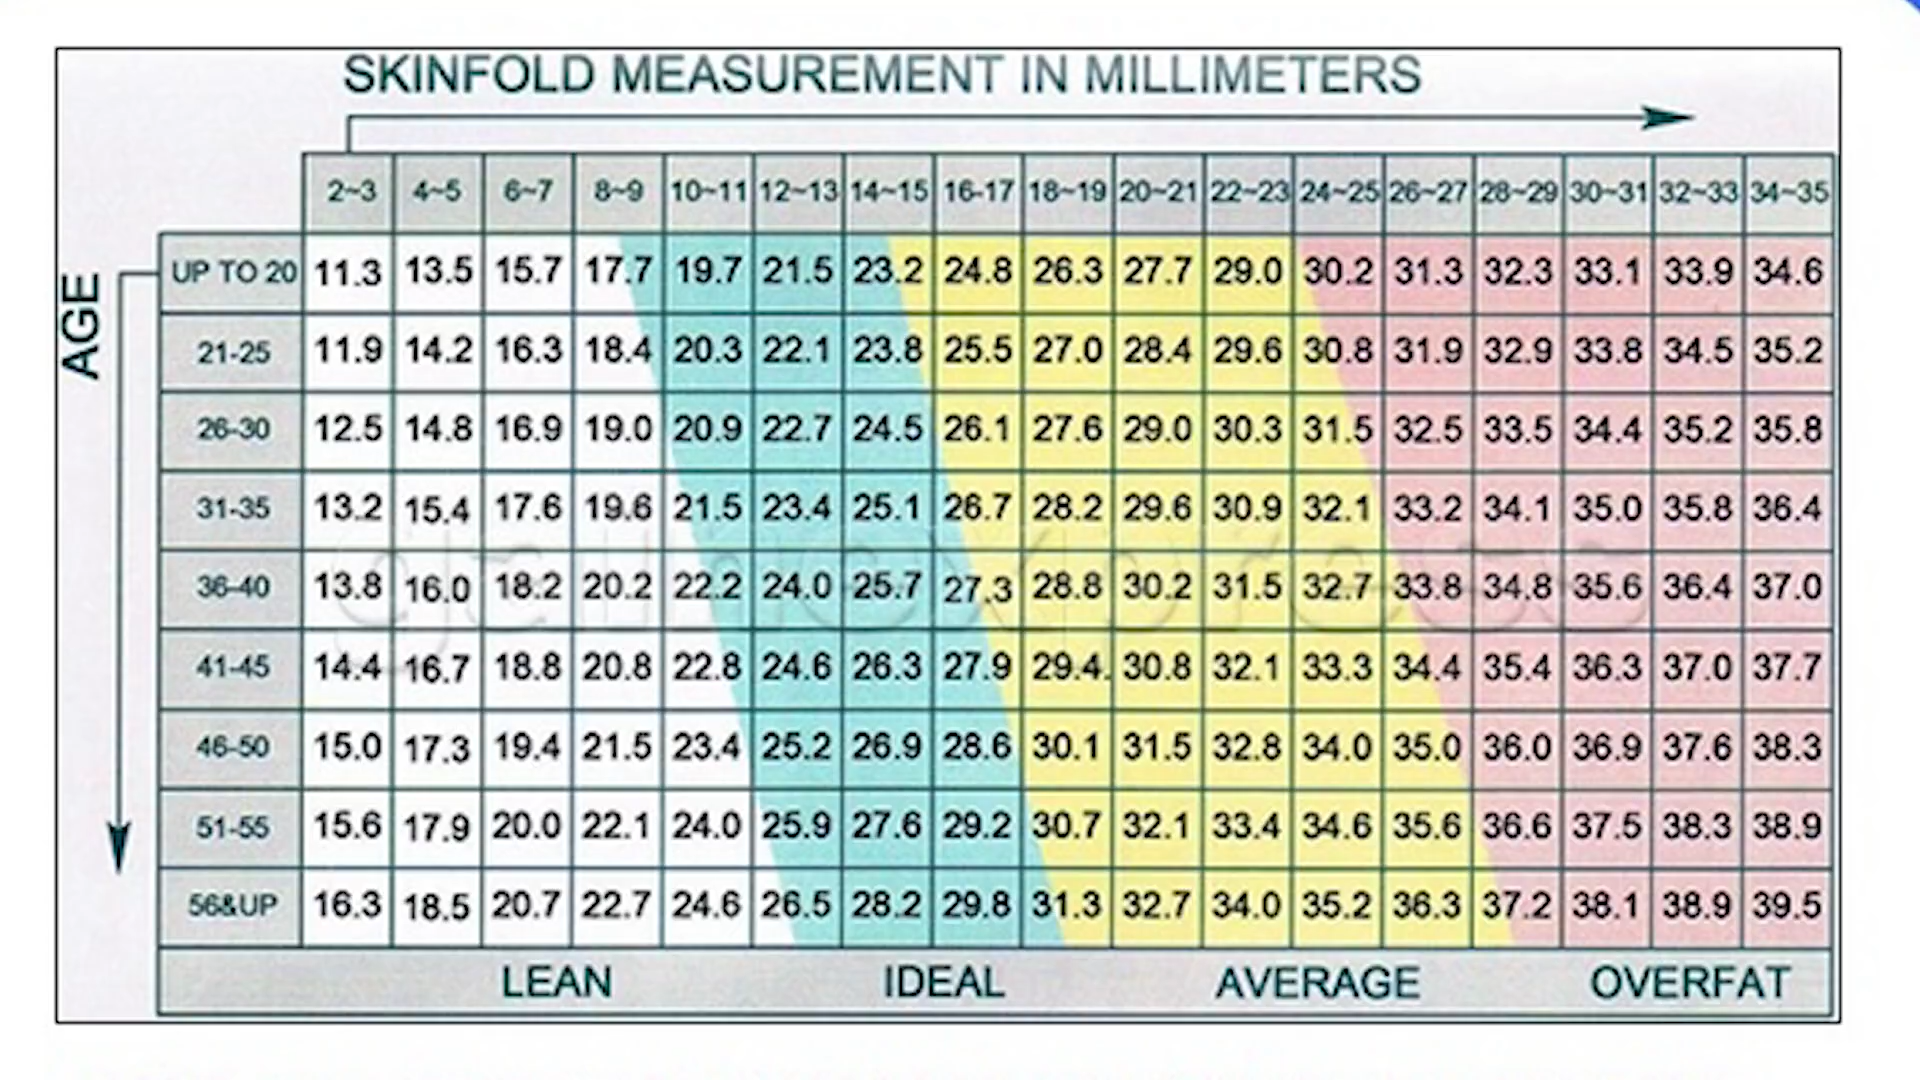 SKINFOLD MEASUREMENT IN MILLIMETERS
2~3 4~5 6~7 8~9 10~11 12~13 14~15 16-17 18~19 20~21 22~23 24~25 26~27 28~29 30~31 32~33 34~35
AGE
UP TO 20 11.3 13.5 15.7 17.7 19.7 21.5 23.2 24.8 26.3 27.7 29.0 30.2 31.3 32.3 33.1 33.9 34.6
21-25 11.9 14.2 16.3 18.4 20.3 22.1 23.8 25.5 27.0 28.4 29.6 30.8 31.9 32.9 33.8 34.5 35.2
26-30 12.5 14.8 16.9 19.0 20.9 22.7 24.5 26.1 27.6 29.0 30.3 31.5 32.5 33.5 34.4 35.2 35.8
31-35 13.2 15.4 17.6 19.6 21.5 23.4 25.1 26.7 28.2 29.6 30.9 32.1 33.2 34.1 35.0 35.8 36.4
36-40 13.8 16.0 18.2 20.2 22.2 24.0 25.7 27.3 28.8 30.2 31.5 32.7 33.8 34.8 35.6 36.4 37.0
41-45 14.4 16.7 18.8 20.8 22.8 24.6 26.3 27.9 29.4 30.8 32.1 33.3 34.4 35.4 36.3 37.0 37.7
46-50 15.0 17.3 19.4 21.5 23.4 25.2 26.9 28.6 30.1 31.5 32.8 34.0 35.0 36.0 36.9 37.6 38.3
51-55 15.6 17.9 20.0 22.1 24.0 25.9 27.6 29.2 30.7 32.1 33.4 34.6 35.6 36.6 37.5 38.3 38.9
56&UP 16.3 18.5 20.7 22.7 24.6 26.5 28.2 29.8 31.3 32.7 34.0 35.2 36.3 37.2 38.1 38.9 39.5
LEAN IDEAL AVERAGE OVERFAT